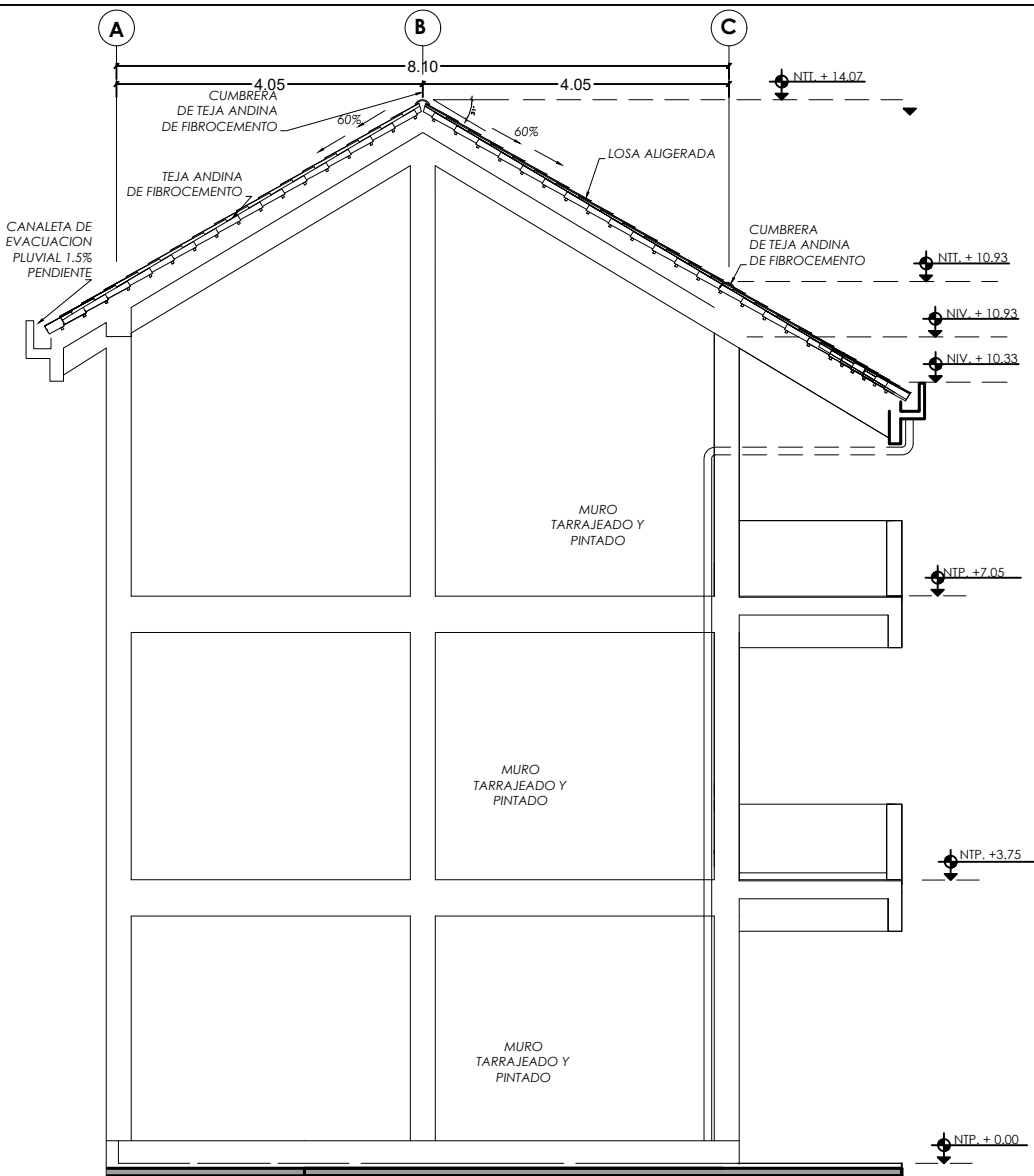 A
B
C
8.10
4.05
4.05
NTT. + 14.07
CUMBRERA
DE TEJA ANDINA
DE FIBROCEMENTO
60%
60%
LOSA ALIGERADA
TEJA ANDINA
DE FIBROCEMENTO
CANALETA DE
EVACUACION
PLUVIAL 1.5%
PENDIENTE
CUMBRERA
DE TEJA ANDINA
DE FIBROCEMENTO
NTT. + 10.93
NIV. + 10.93
NIV. + 10.33
MURO
TARRAJEADO Y
PINTADO
NTP. +7.05
MURO
TARRAJEADO Y
PINTADO
NTP. +3.75
MURO
TARRAJEADO Y
PINTADO
NTP. + 0.00